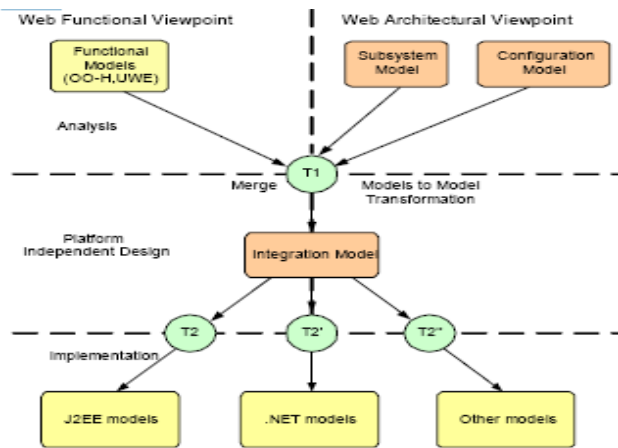 Web Functional Viewpoint
Web Architectural Viewpoint
Functional
Models
(OO-H,UWE)
Subsystem
Model
Configuration
Model
Analysis
T1
Merge
Models to Model
Transformation
Platform
Independent Design
Integration Model
T2
T2'
T2''
Implementation
J2EE models
.NET models
Other models